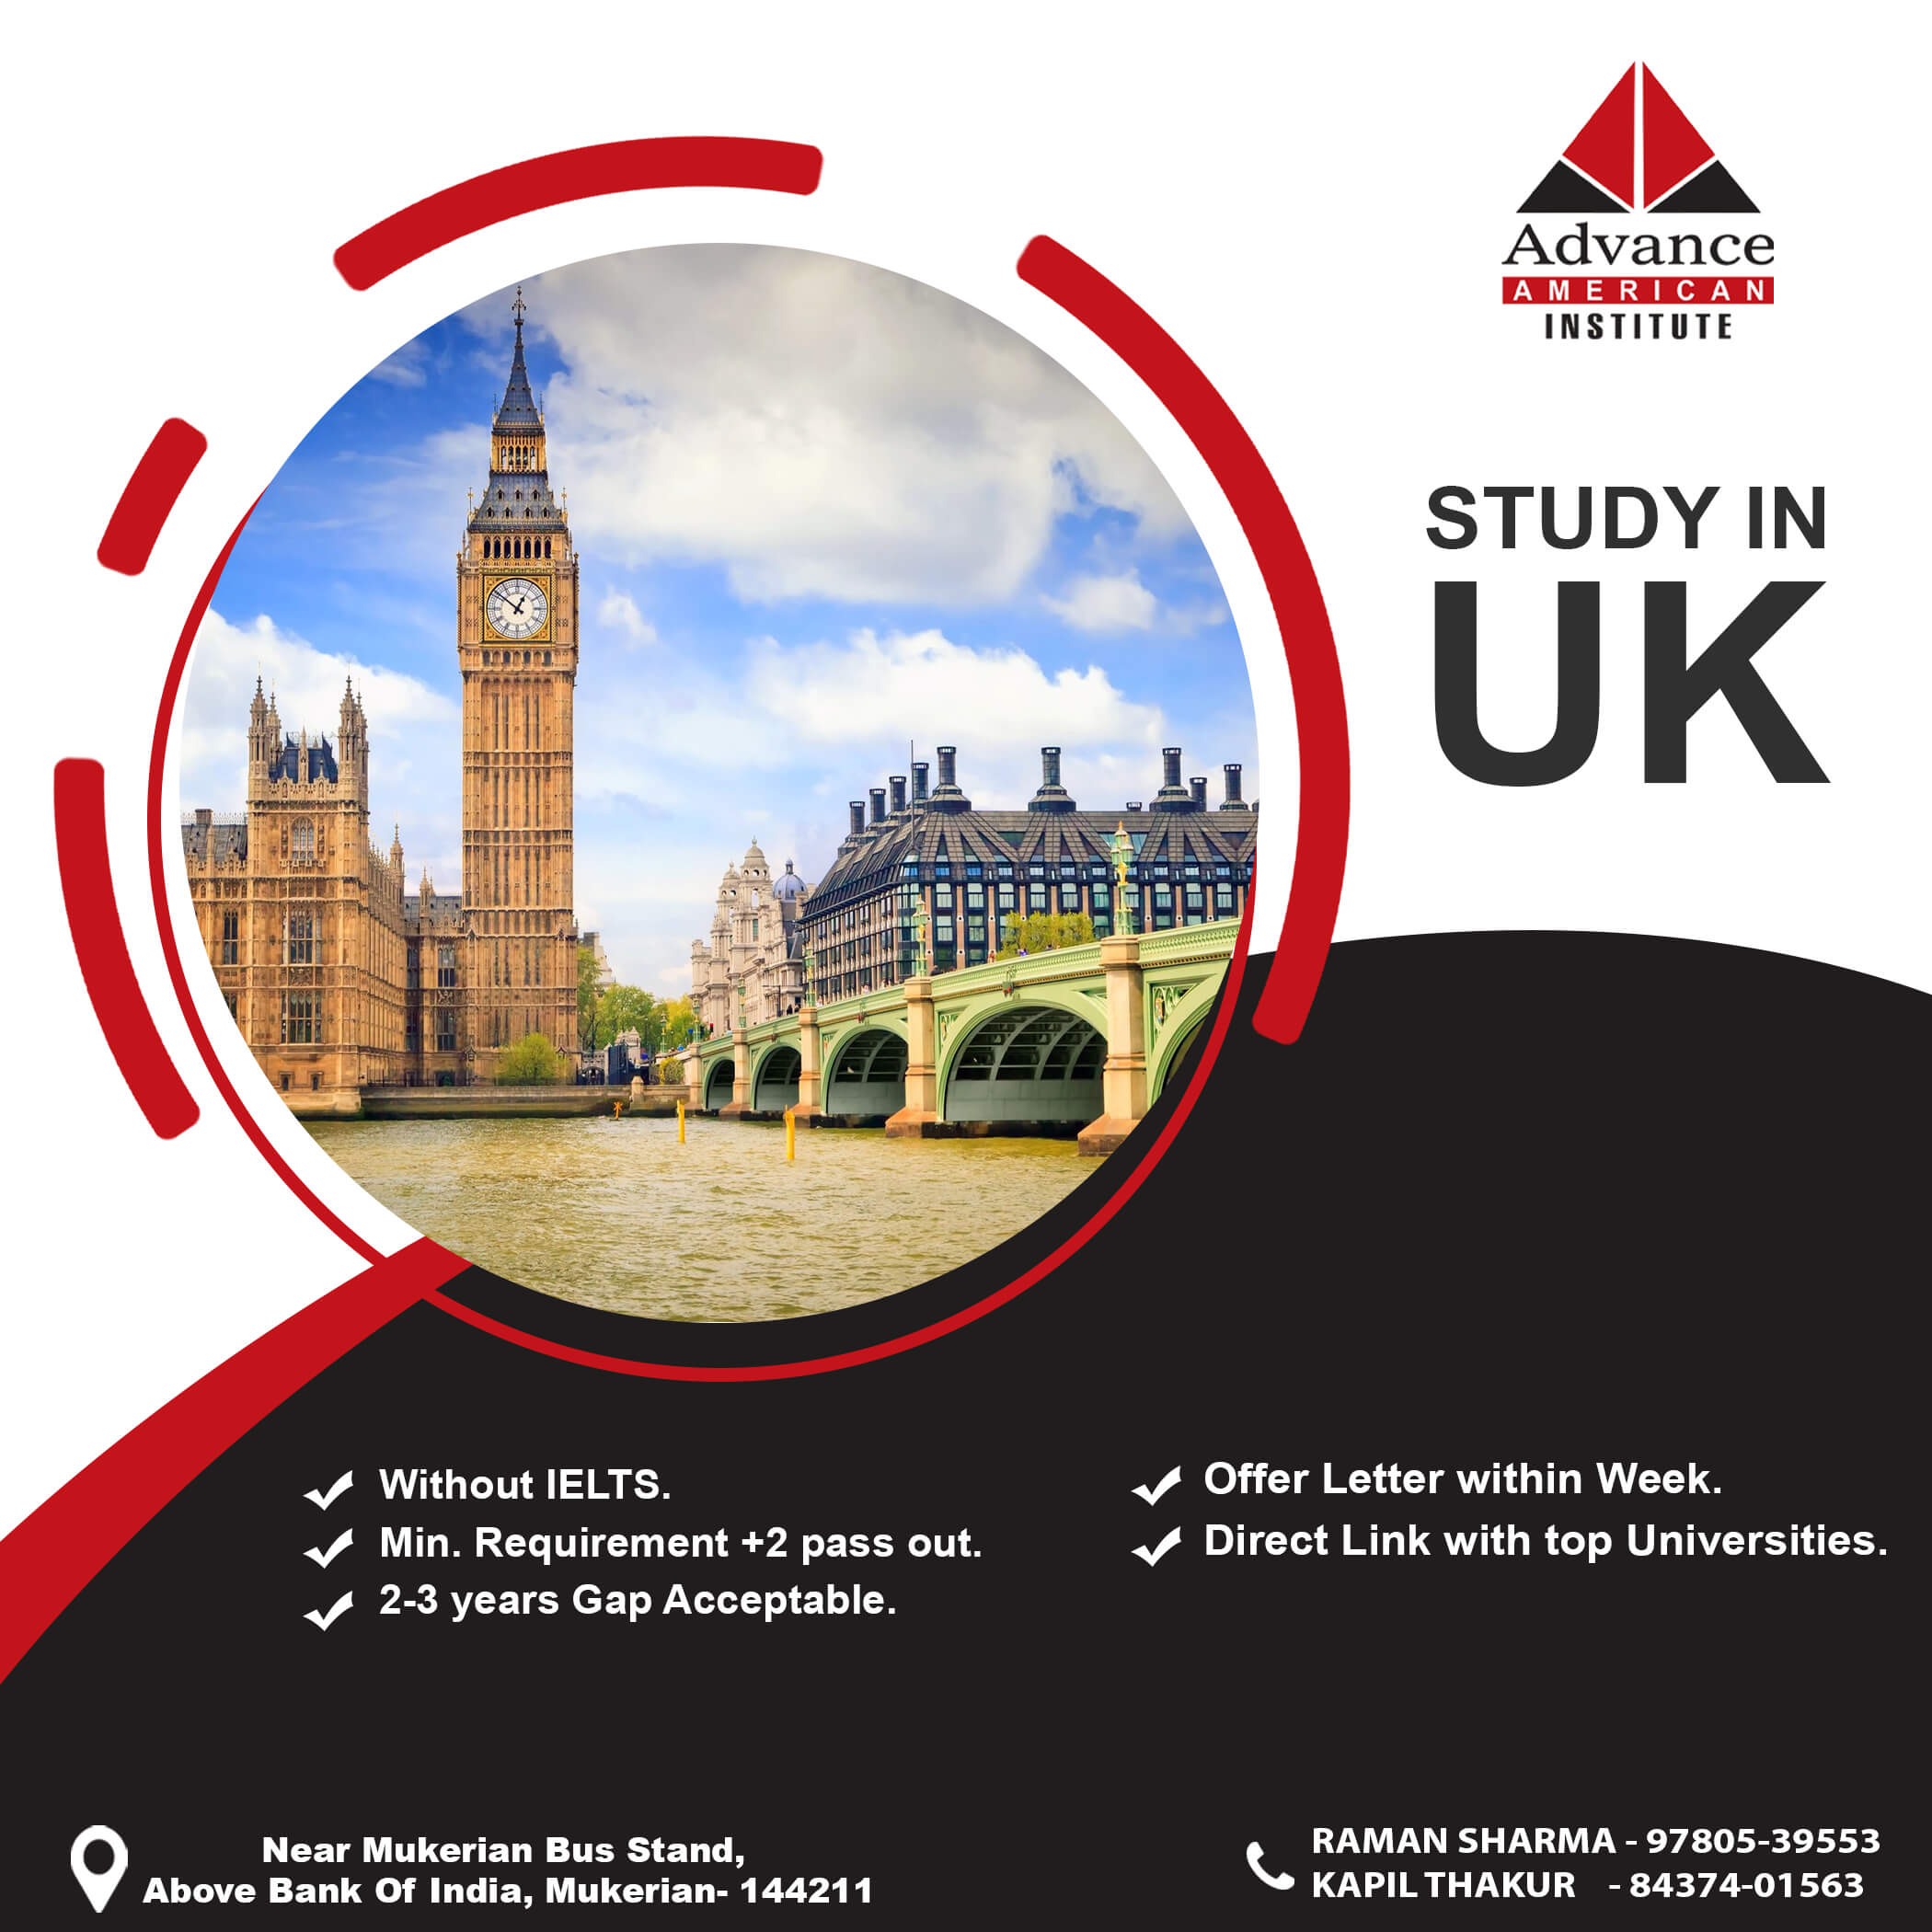 Advance
AMERICAN
INSTITUTE
STUDY IN
UK
Without IELTS.
Min. Requirement +2 pass out.
2-3 years Gap Acceptable.
Offer Letter within Week.
Direct Link with top Universities.
Near Mukerian Bus Stand,
Above Bank Of India, Mukerian- 144211
RAMAN SHARMA - 97805-39553
KAPIL THAKUR - 84374-01563